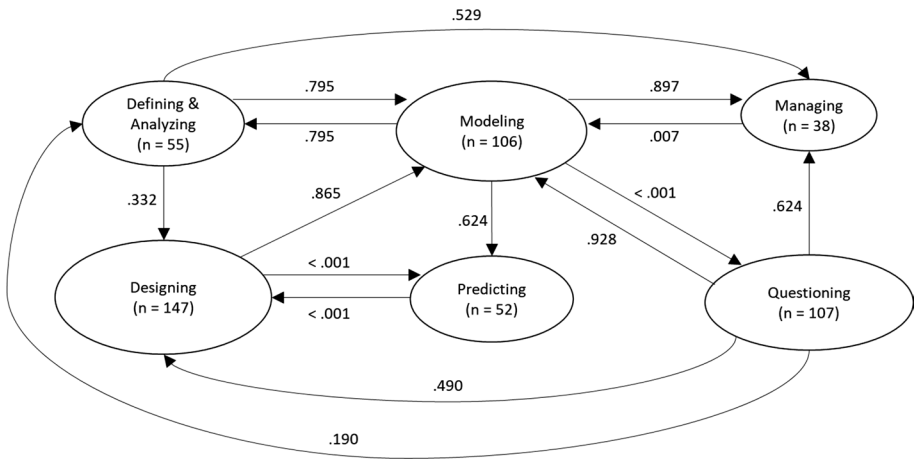 .529
Defining &
Analyzing
(n = 55)
.795
.795
Modeling
(n = 106)
.897
.007
Managing
(n = 38)
.332
.865
.624
< .001
.928
.624
Designing
(n = 147)
< .001
< .001
Predicting
(n = 52)
Questioning
(n = 107)
.490
.190